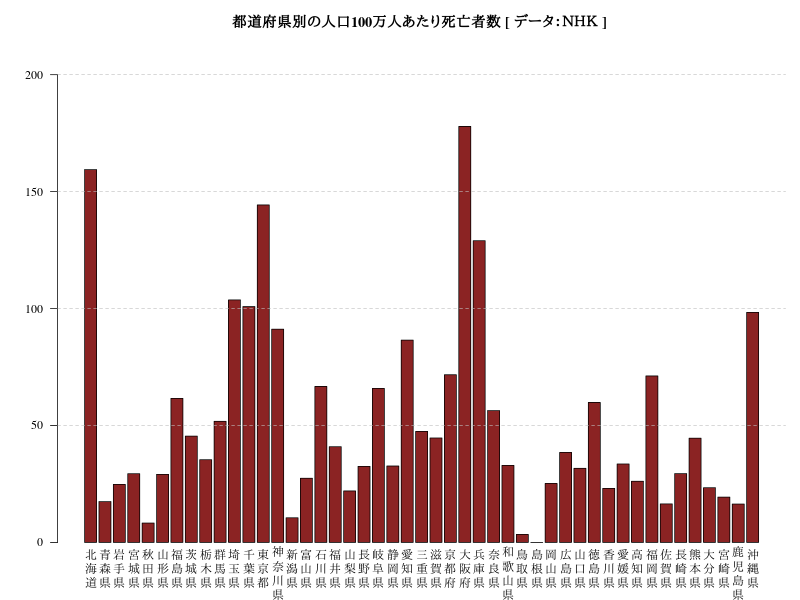 都道府県別の人口100万人あたり死亡者数 [ データ：NHK ]
200
150
100
50
0
北海道
青森県
岩手県
宮城県
秋田県
山形県
福島県
茨城県
栃木県
群馬県
埼玉県
千葉県
東京都
神奈川県
新潟県
富山県
石川県
福井県
山梨県
長野県
岐阜県
静岡県
愛知県
三重県
滋賀県
京都府
大阪府
兵庫県
奈良県
和歌山県
鳥取県
島根県
岡山県
広島県
山口県
徳島県
香川県
愛媛県
高知県
福岡県
佐賀県
長崎県
熊本県
大分県
宮崎県
鹿児島県
沖縄県